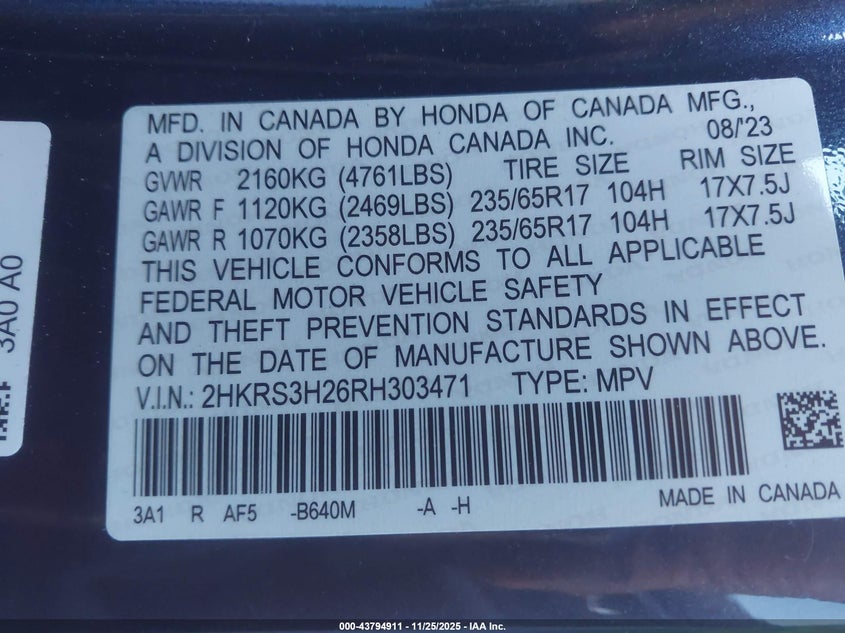 MFD. IN CANADA BY HONDA OF CANADA MFG.,
A DIVISION OF HONDA CANADA INC. 08/'23
GVWR 2160KG (4761LBS) TIRE SIZE RIM SIZE
GAWR F 1120KG (2469LBS) 235/65R17 104H 17X7.5J
GAWR R 1070KG (2358LBS) 235/65R17 104H 17X7.5J
THIS VEHICLE CONFORMS TO ALL APPLICABLE
FEDERAL MOTOR VEHICLE SAFETY
AND THEFT PREVENTION STANDARDS IN EFFECT
ON THE DATE OF MANUFACTURE SHOWN ABOVE.
V.I.N.: 2HKRS3H26RH303471 TYPE: MPV
3A1 R AF5 -B640M -A -H MADE IN CANADA
3A0 A0
000-43794911 - 11/25/2025 - IAA Inc.